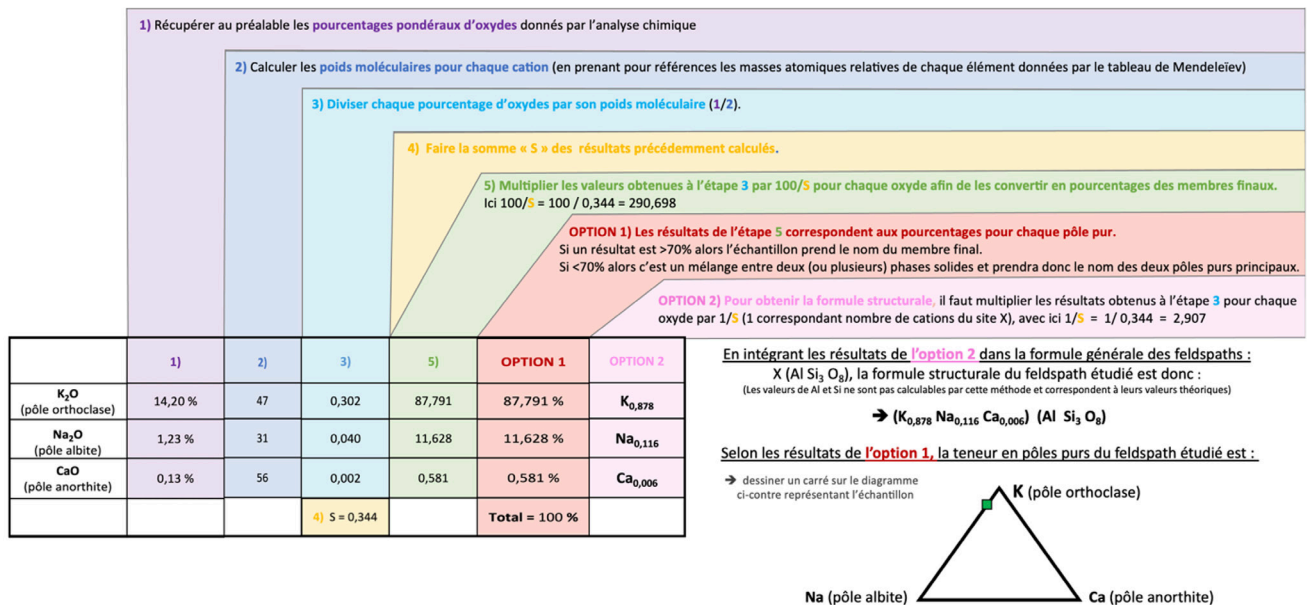 1) Récupérer au préalable les pourcentages pondéraux d'oxydes donnés par l'analyse chimique
2) Calculer les poids moléculaires pour chaque cation (en prenant pour références les masses atomiques relatives de chaque élément données par le tableau de Mendeleïev)
3) Diviser chaque pourcentage d'oxydes par son poids moléculaire (1/2).
4) Faire la somme « S » des résultats précédemment calculés.
5) Multiplier les valeurs obtenues à l'étape 3 par 100/S pour chaque oxyde afin de les convertir en pourcentages des membres finaux.
Ici 100/S = 100 / 0,344 = 290,698
OPTION 1) Les résultats de l'étape 5 correspondent aux pourcentages pour chaque pôle pur.
Si un résultat est >70% alors l'échantillon prend le nom du membre final.
Si <70% alors c'est un mélange entre deux (ou plusieurs) phases solides et prendra donc le nom des deux pôles purs principaux.
OPTION 2) Pour obtenir la formule structurale, il faut multiplier les résultats obtenus à l'étape 3 pour chaque
oxyde par 1/S (1 correspondant nombre de cations du site X), avec ici 1/S = 1/ 0,344 = 2,907
1) 2) 3) 5) OPTION 1 OPTION 2
K₂O
(pôle orthoclase)
14,20 % 47 0,302 87,791 87,791 % K₀,₈₇₈
Na₂O
(pôle albite)
1,23 % 31 0,040 11,628 11,628 % Na₀,₁₁₆
CaO
(pôle anorthite)
0,13 % 56 0,002 0,581 0,581 % Ca₀,₀₀₆
4) S = 0,344 Total = 100 %
En intégrant les résultats de l'option 2 dans la formule générale des feldspaths :
X (Al Si₃ O₈), la formule structurale du feldspath étudié est donc :
(Les valeurs de Al et Si ne sont pas calculables par cette méthode et correspondent à leurs valeurs théoriques)
➔ (K₀,₈₇₈ Na₀,₁₁₆ Ca₀,₀₀₆) (Al Si₃ O₈)
Selon les résultats de l'option 1, la teneur en pôles purs du feldspath étudié est :
➔ dessiner un carré sur le diagramme
ci-contre représentant l'échantillon
K (pôle orthoclase)
Na (pôle albite)
Ca (pôle anorthite)